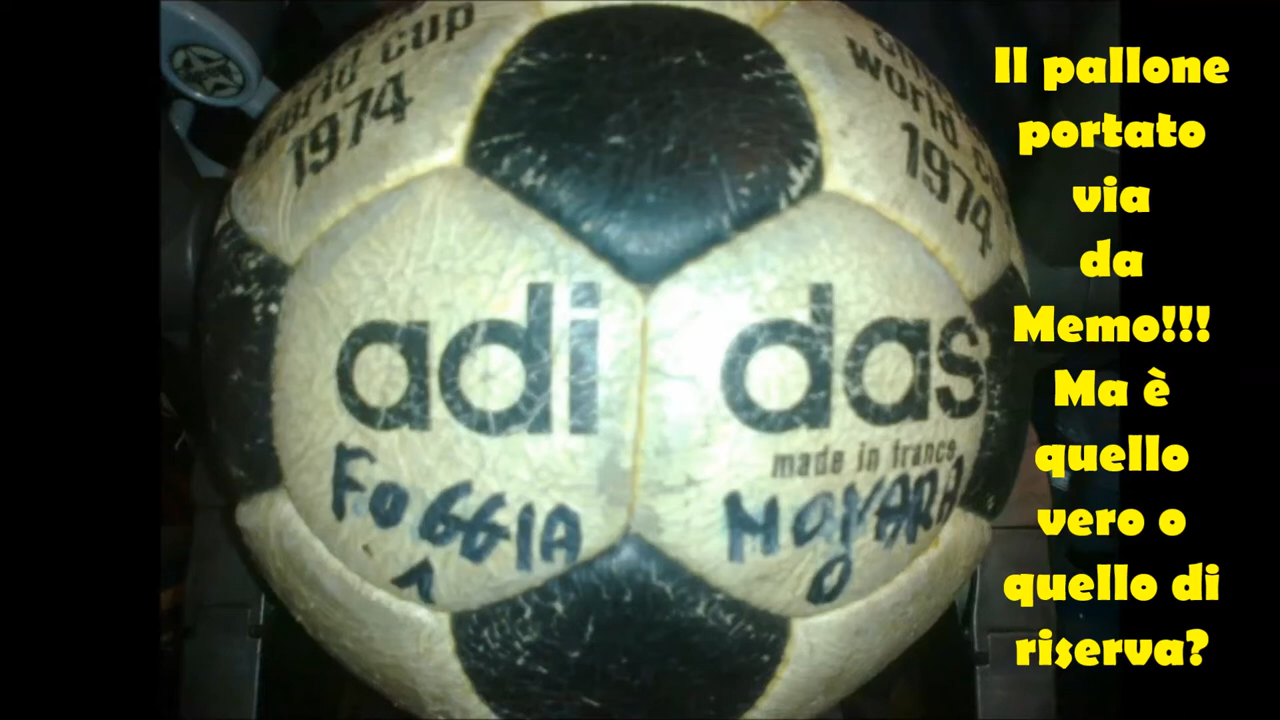 world cup
1974
world cup
1974
adi das
made in france
FOGGIA
1
0
Il pallone
portato
via
da
Memo!!!
Ma è
quello
vero o
quello di
riserva?